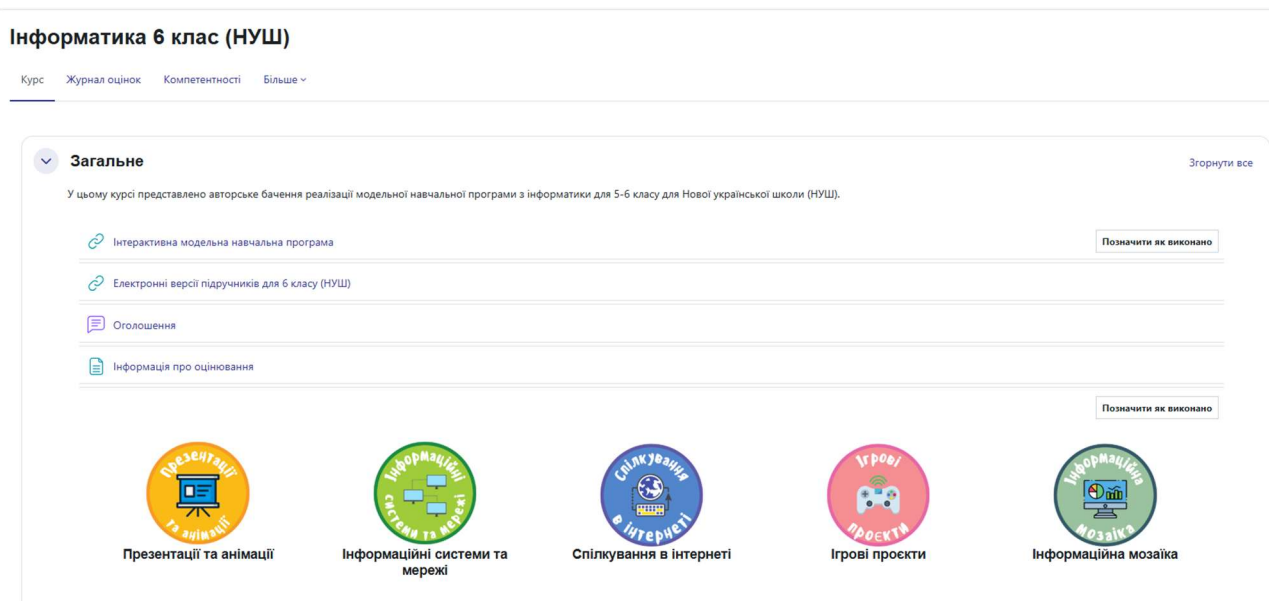 Інформатика 6 клас (НУШ)
Курс Журнал оцінок Компетентності Більше
Загальне
Згорнути все
У цьому курсі представлено авторське бачення реалізації модельної навчальної програми з інформатики для 5-6 класу для Нової української школи (НУШ).
Інтерактивна модельна навчальна програма
Позначити як виконано
Електронні версії підручників для 6 класу (НУШ)
Оголошення
Інформація про оцінювання
Позначити як виконано
Презентації
та анімації
Інформаційні
системи та мережі
Спілкування
в інтернеті
Ігрові
проєкти
Інформаційна
мозаїка
Презентації та анімації
Інформаційні системи та
мережі
Спілкування в інтернеті
Ігрові проєкти
Інформаційна мозаїка